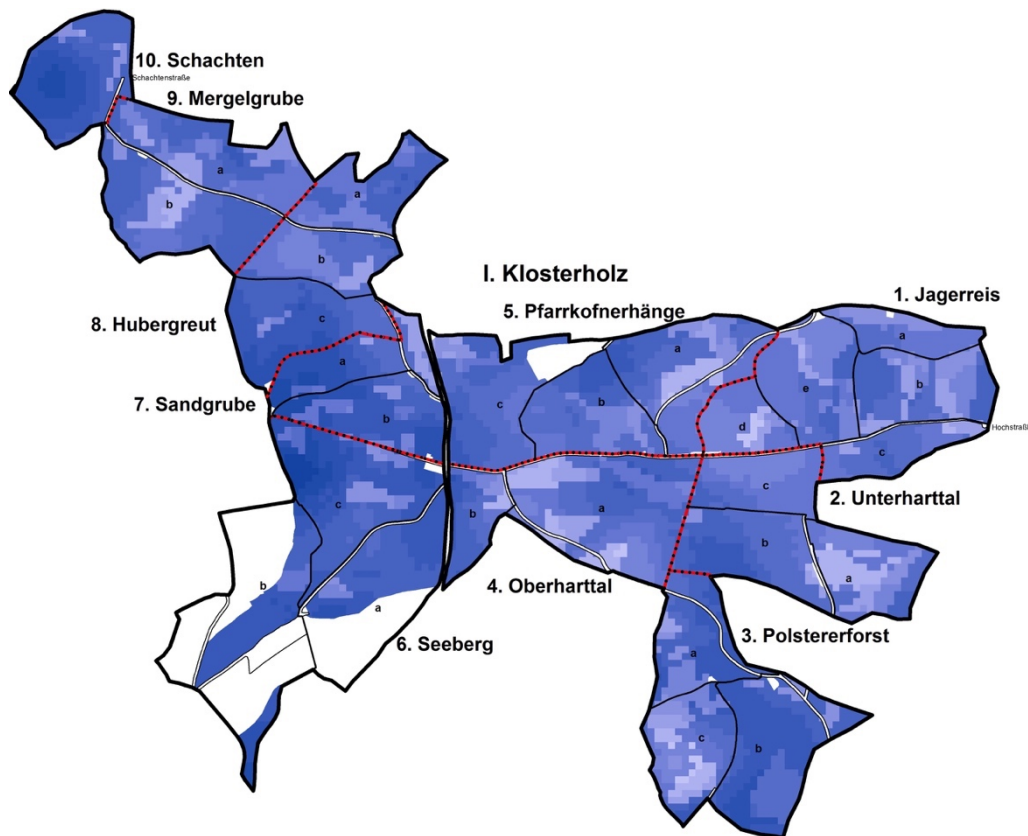 10. Schachten
Schachtenstraße
9. Mergelgrube
a
b
a
b
I. Klosterholz
1. Jagerreis
5. Pfarrkofnerhänge
8. Hubergreut
c
a
a
a
7. Sandgrube
b
c
b
e
b
d
Hochstraß
c
c
c
2. Unterharttal
a
b
b
4. Oberharttal
a
b
a
6. Seeberg
3. Polstererforst
a
c
b